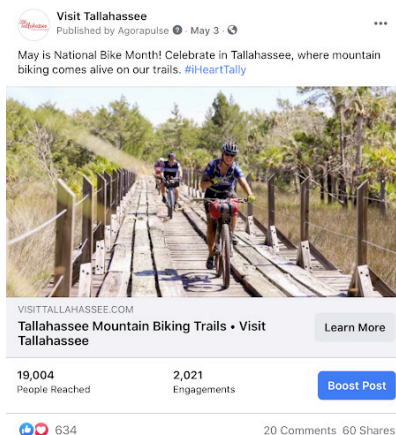 Visit Tallahassee
Published by Agorapulse ? · May 3 ·
May is National Bike Month! Celebrate in Tallahassee, where mountain
biking comes alive on our trails. #iHeartTally
VISITTALLAHASSEE.COM
Tallahassee Mountain Biking Trails • Visit
Tallahassee
Learn More
19,004
2,021
People Reached
Engagements
Boost Post
634
20 Comments 60 Shares